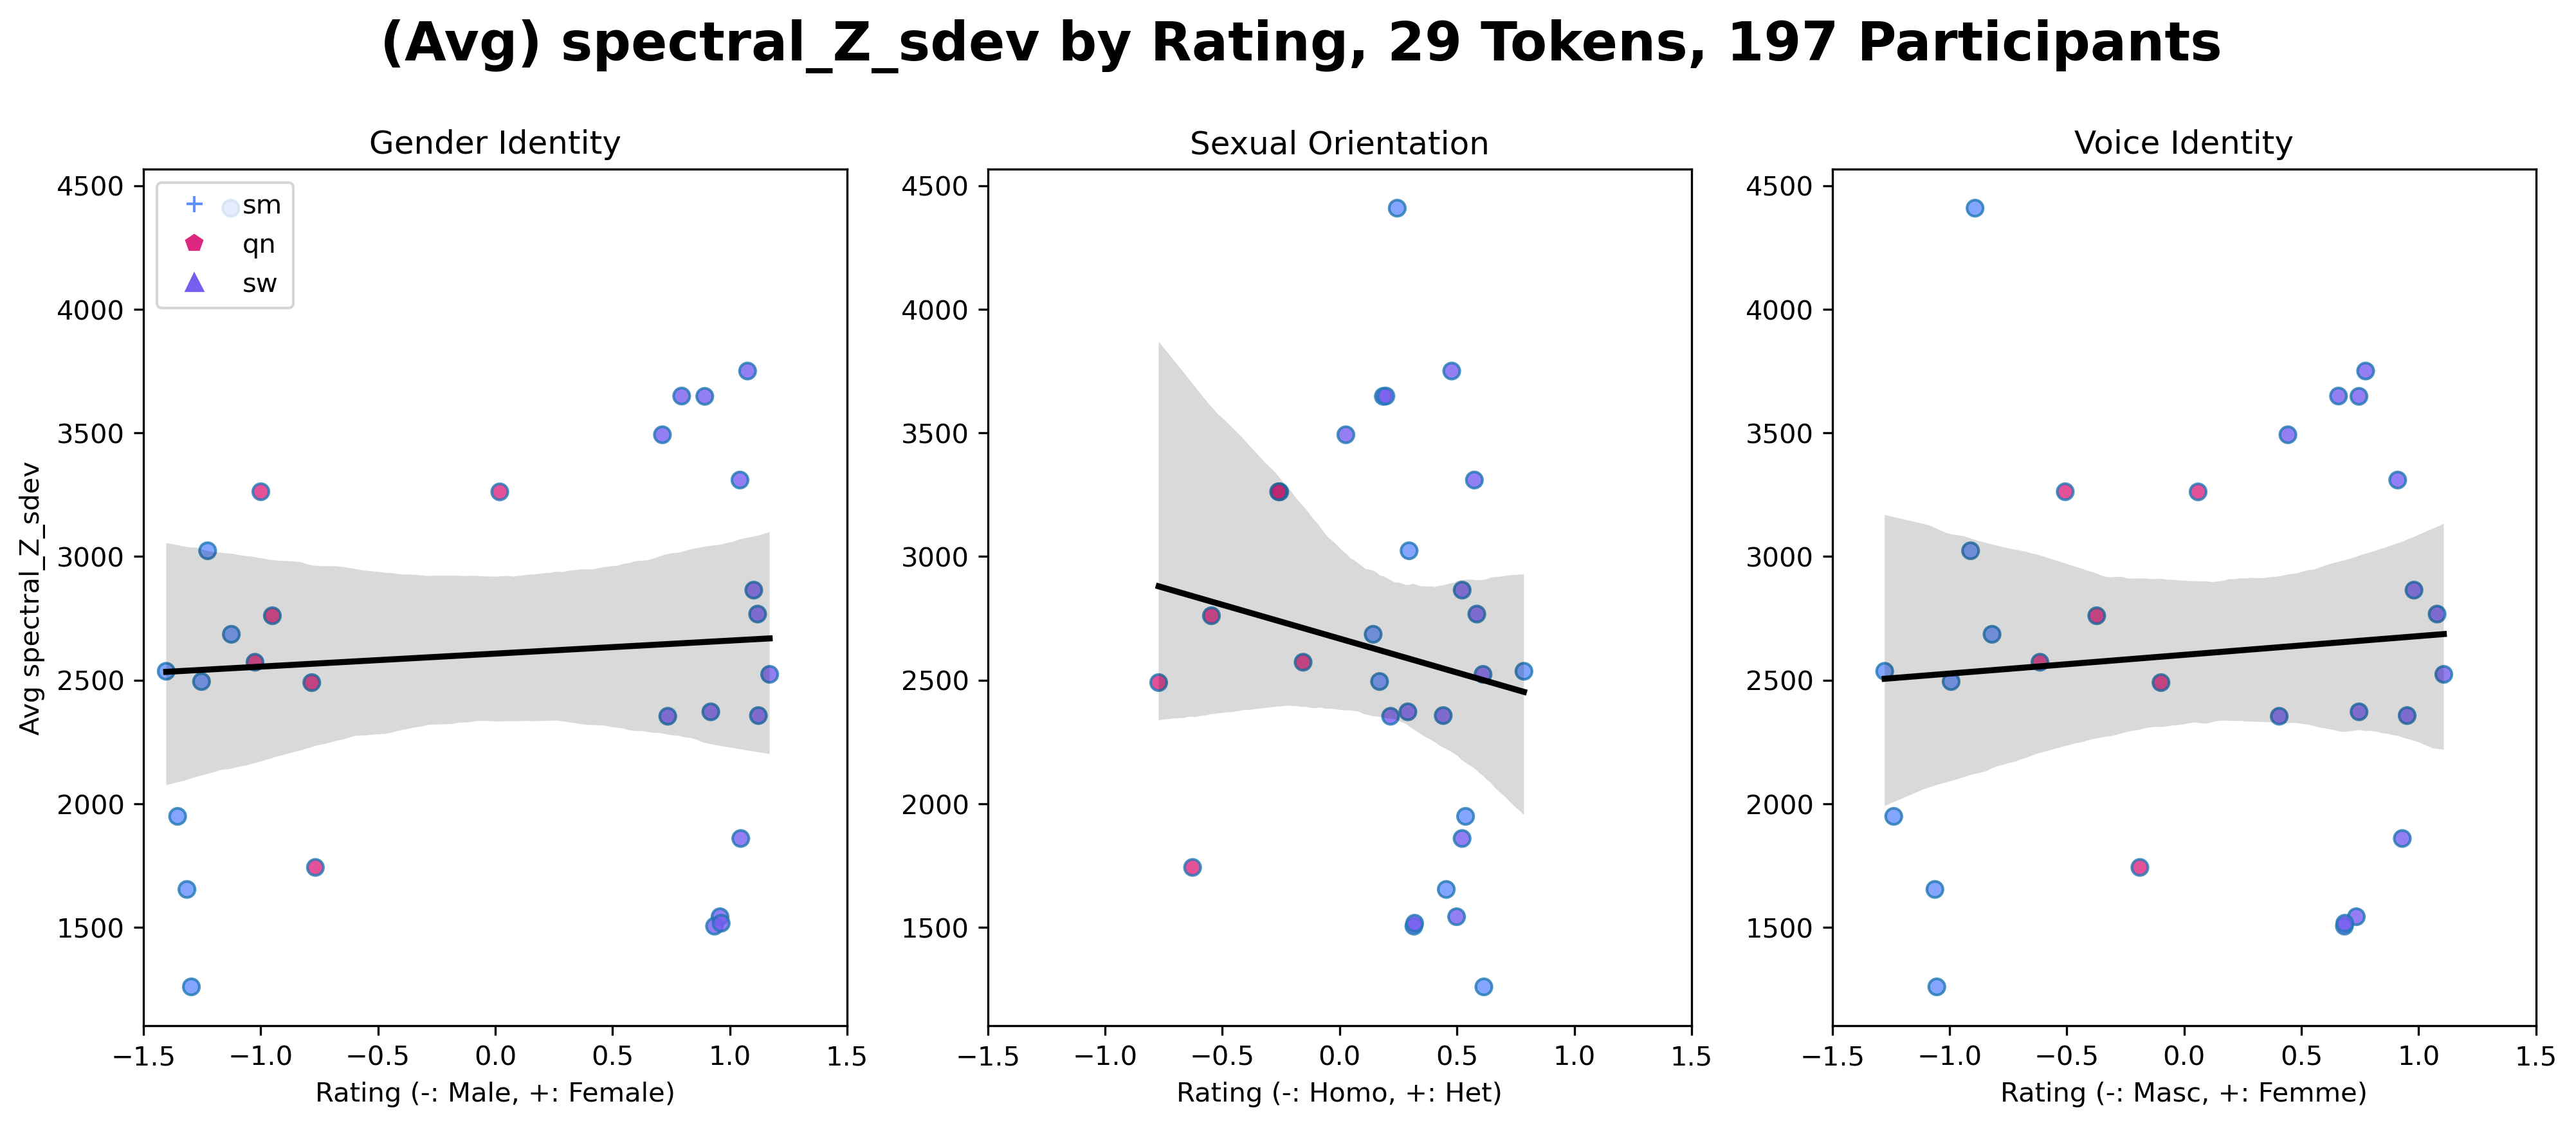 (Avg) spectral_Z_sdev by Rating, 29 Tokens, 197 Participants
Gender Identity
Sexual Orientation
Voice Identity
sm
qn
sw
4500
4000
3500
3000
2500
2000
1500
Avg spectral_Z_sdev
−1.5 −1.0 −0.5 0.0 0.5 1.0 1.5
Rating (-: Male, +: Female)
4500
4000
3500
3000
2500
2000
1500
−1.5 −1.0 −0.5 0.0 0.5 1.0 1.5
Rating (-: Homo, +: Het)
4500
4000
3500
3000
2500
2000
1500
−1.5 −1.0 −0.5 0.0 0.5 1.0 1.5
Rating (-: Masc, +: Femme)